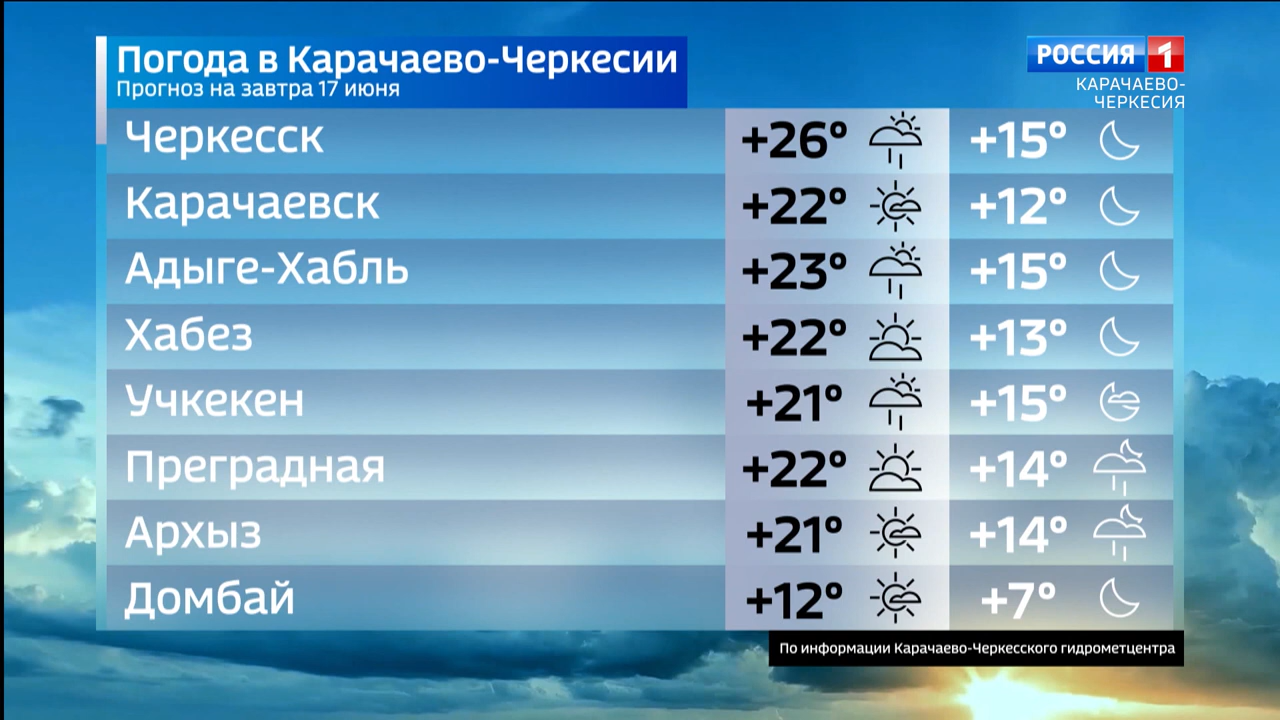 Погода в Карачаево-Черкесии
Прогноз на завтра 17 июня
РОССИЯ 1
КАРАЧАЕВО-
ЧЕРКЕСИЯ
Черкесск +26° +15°
Карачаевск +22° +12°
Адыге-Хабль +23° +15°
Хабез +22° +13°
Учкекен +21° +15°
Преградная +22° +14°
Архыз +21° +14°
Домбай +12° +7°
По информации Карачаево-Черкесского гидрометцентра